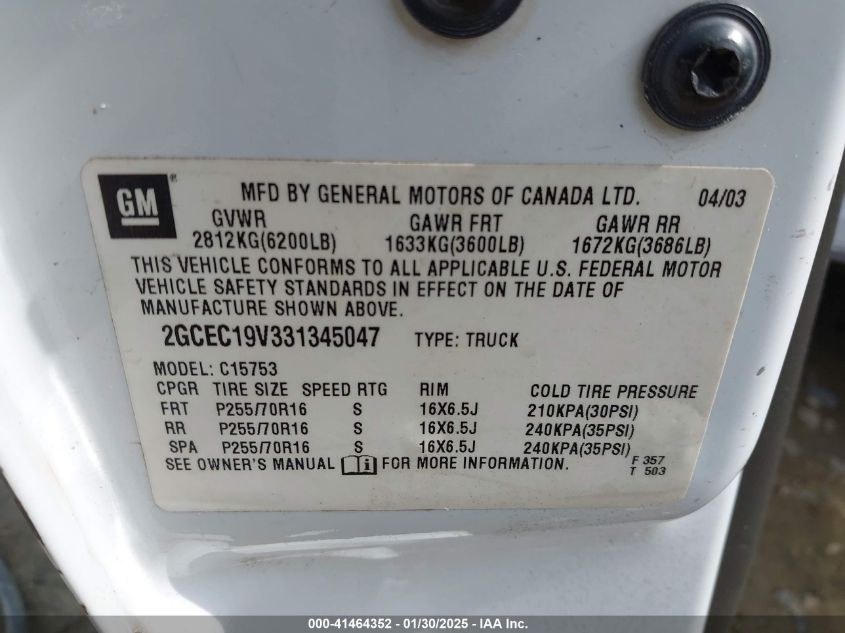 GM® MFD BY GENERAL MOTORS OF CANADA LTD. 04/03
GVWR GAWR FRT GAWR RR
2812KG(6200LB) 1633KG(3600LB) 1672KG(3686LB)
THIS VEHICLE CONFORMS TO ALL APPLICABLE U.S. FEDERAL MOTOR
VEHICLE SAFETY STANDARDS IN EFFECT ON THE DATE OF
MANUFACTURE SHOWN ABOVE.
2GCEC19V331345047 TYPE: TRUCK
MODEL: C15753
CPGR TIRE SIZE SPEED RTG RIM COLD TIRE PRESSURE
FRT P255/70R16 S 16X6.5J 210KPA(30PSI)
RR P255/70R16 S 16X6.5J 240KPA(35PSI)
SPA P255/70R16 S 16X6.5J 240KPA(35PSI)
SEE OWNER'S MANUAL i FOR MORE INFORMATION. F 357
T 503
000-41464352 - 01/30/2025 - IAA Inc.